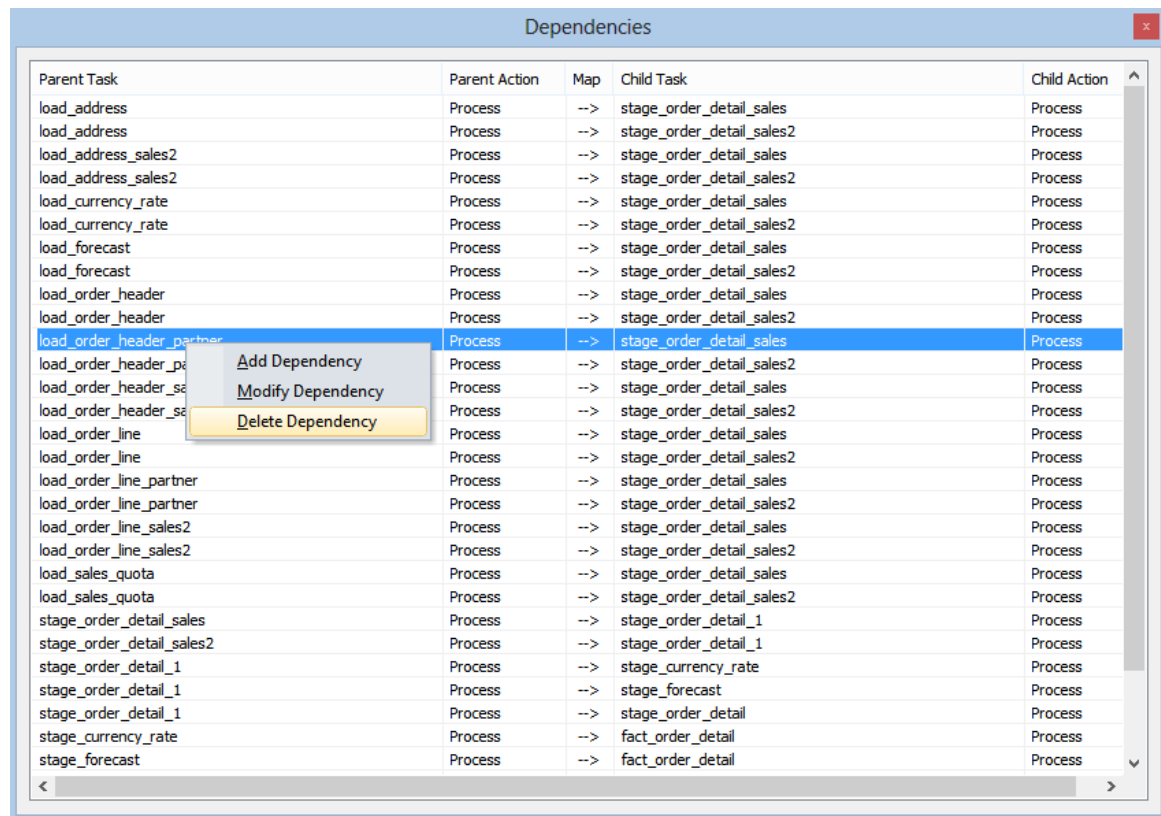 Dependencies
x
Parent Task Parent Action Map Child Task Child Action
load_address Process --> stage_order_detail_sales Process
load_address Process --> stage_order_detail_sales2 Process
load_address_sales2 Process --> stage_order_detail_sales Process
load_address_sales2 Process --> stage_order_detail_sales2 Process
load_currency_rate Process --> stage_order_detail_sales Process
load_currency_rate Process --> stage_order_detail_sales2 Process
load_forecast Process --> stage_order_detail_sales Process
load_forecast Process --> stage_order_detail_sales2 Process
load_order_header Process --> stage_order_detail_sales Process
load_order_header Process --> stage_order_detail_sales2 Process
load_order_header_partner Process --> stage_order_detail_sales Process
load_order_header_pa Add Dependency Process --> stage_order_detail_sales2 Process
load_order_header_sa Modify Dependency Process --> stage_order_detail_sales Process
load_order_header_sa Delete Dependency Process --> stage_order_detail_sales2 Process
load_order_line Process --> stage_order_detail_sales Process
load_order_line Process --> stage_order_detail_sales2 Process
load_order_line_partner Process --> stage_order_detail_sales Process
load_order_line_partner Process --> stage_order_detail_sales2 Process
load_order_line_sales2 Process --> stage_order_detail_sales Process
load_order_line_sales2 Process --> stage_order_detail_sales2 Process
load_sales_quota Process --> stage_order_detail_sales Process
load_sales_quota Process --> stage_order_detail_sales2 Process
stage_order_detail_sales Process --> stage_order_detail_1 Process
stage_order_detail_sales2 Process --> stage_order_detail_1 Process
stage_order_detail_1 Process --> stage_currency_rate Process
stage_order_detail_1 Process --> stage_forecast Process
stage_order_detail_1 Process --> stage_order_detail Process
stage_currency_rate Process --> fact_order_detail Process
stage_forecast Process --> fact_order_detail Process